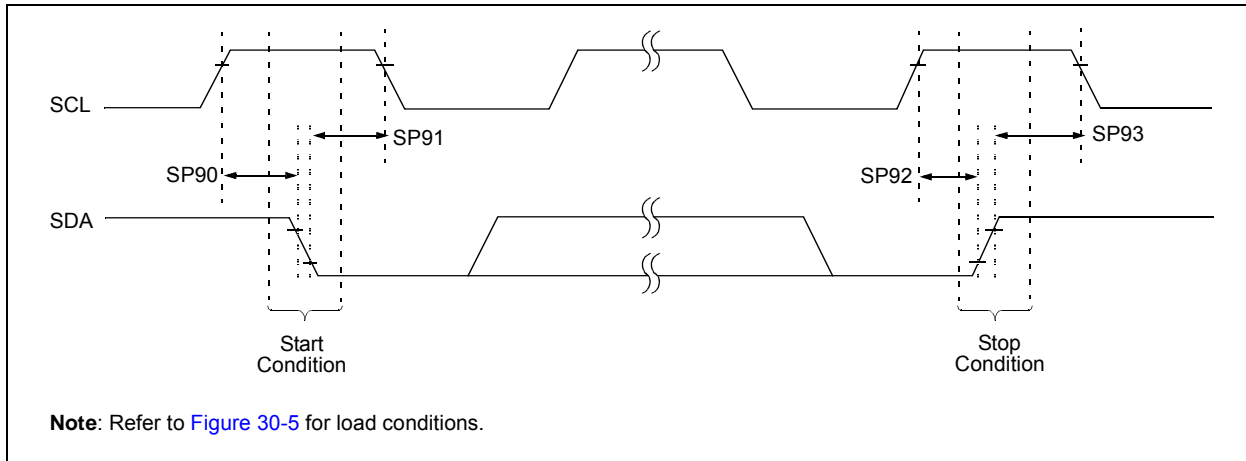 SCL
SP91
SP93
SP90
SP92
SDA
Start
Condition
Stop
Condition
Note: Refer to Figure 30-5 for load conditions.